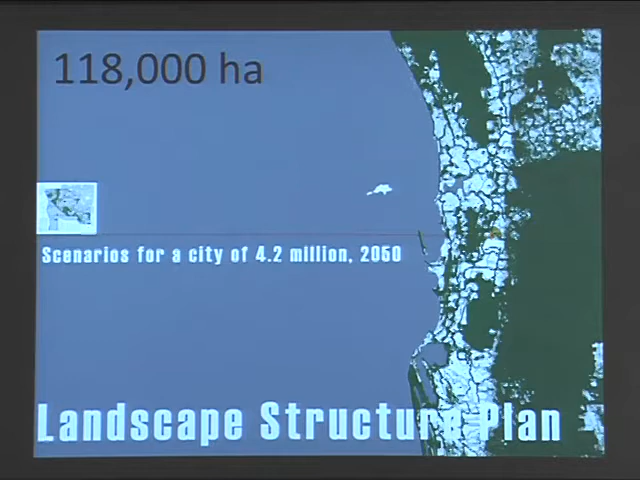 118,000 ha
Scenarios for a city of 4.2 million, 2050
Landscape Structure Plan